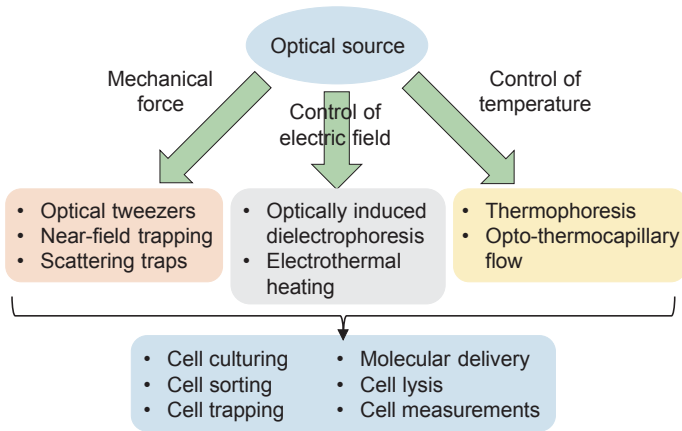 Optical source
Mechanical
force
Control of
electric field
Control of
temperature
• Optical tweezers
• Near-field trapping
• Scattering traps
• Optically induced
dielectrophoresis
• Electrothermal
heating
• Thermophoresis
• Opto-thermocapillary
flow
• Cell culturing
• Cell sorting
• Cell trapping
• Molecular delivery
• Cell lysis
• Cell measurements